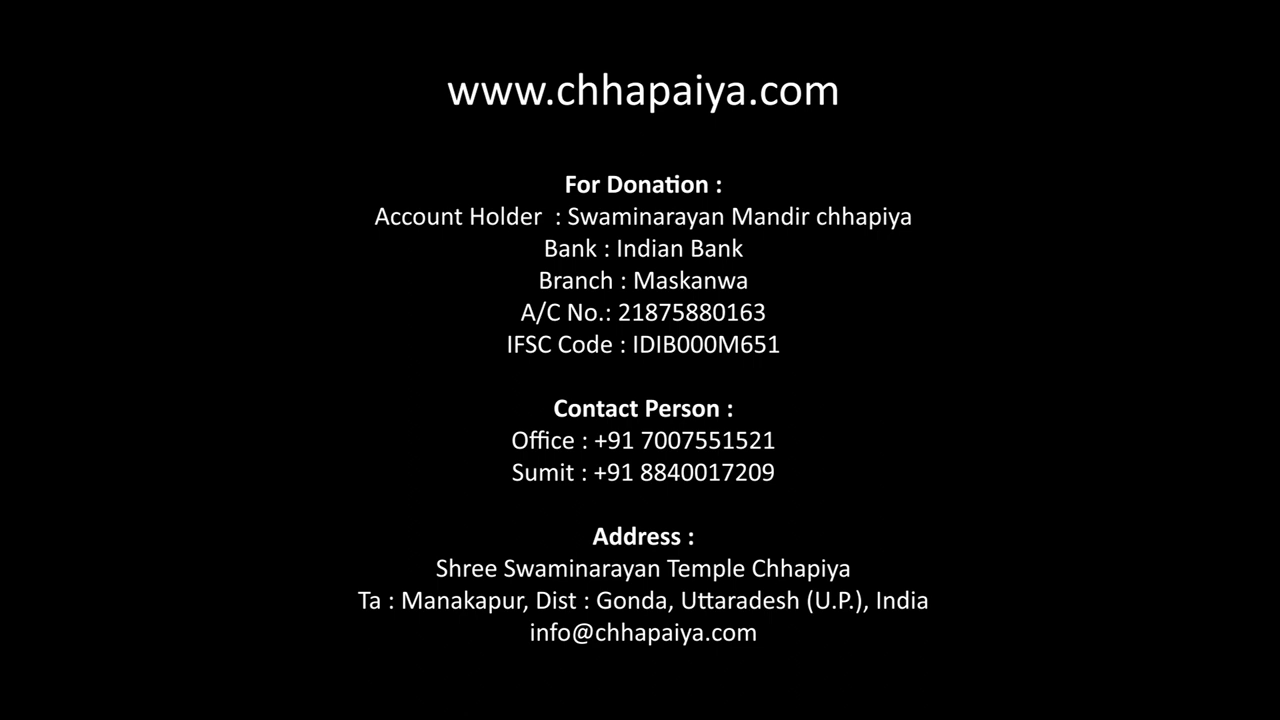 www.chhapaiya.com
For Donation :
Account Holder  : Swaminarayan Mandir chhapiya
Bank : Indian Bank
Branch : Maskanwa
A/C No.: 21875880163
IFSC Code : IDIB000M651
Contact Person :
Office : +91 7007551521
Sumit : +91 8840017209
Address :
Shree Swaminarayan Temple Chhapiya
Ta : Manakapur, Dist : Gonda, Uttaradesh (U.P.), India
info@chhapaiya.com